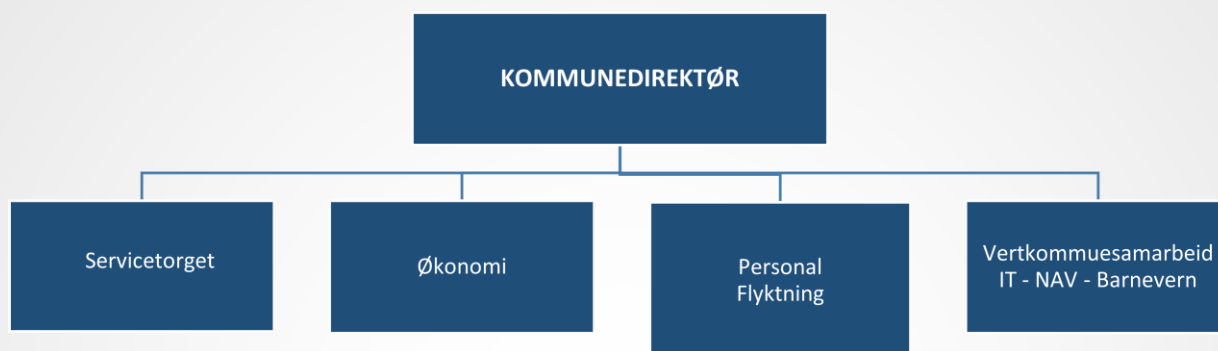 KOMMUNEDIREKTØR
Servicetorget
Økonomi
Personal
Flyktning
Vertkommuesamarbeid
IT - NAV - Barnevern